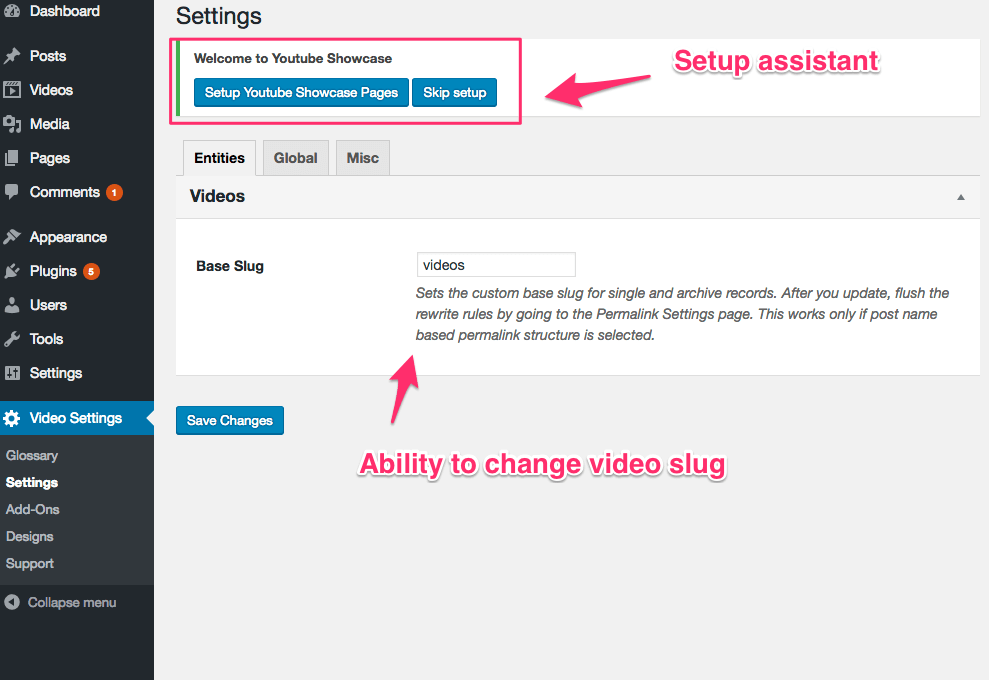 Dashboard
Posts
Videos
Media
Pages
Comments 1
Appearance
Plugins 5
Users
Tools
Settings
Video Settings
Glossary
Settings
Add-Ons
Designs
Support
Collapse menu
Settings
Welcome to Youtube Showcase
Setup Youtube Showcase Pages Skip setup
Setup assistant
Entities Global Misc
Videos
Base Slug videos
Sets the custom base slug for single and archive records. After you update, flush the
rewrite rules by going to the Permalink Settings page. This works only if post name
based permalink structure is selected.
Save Changes
Ability to change video slug